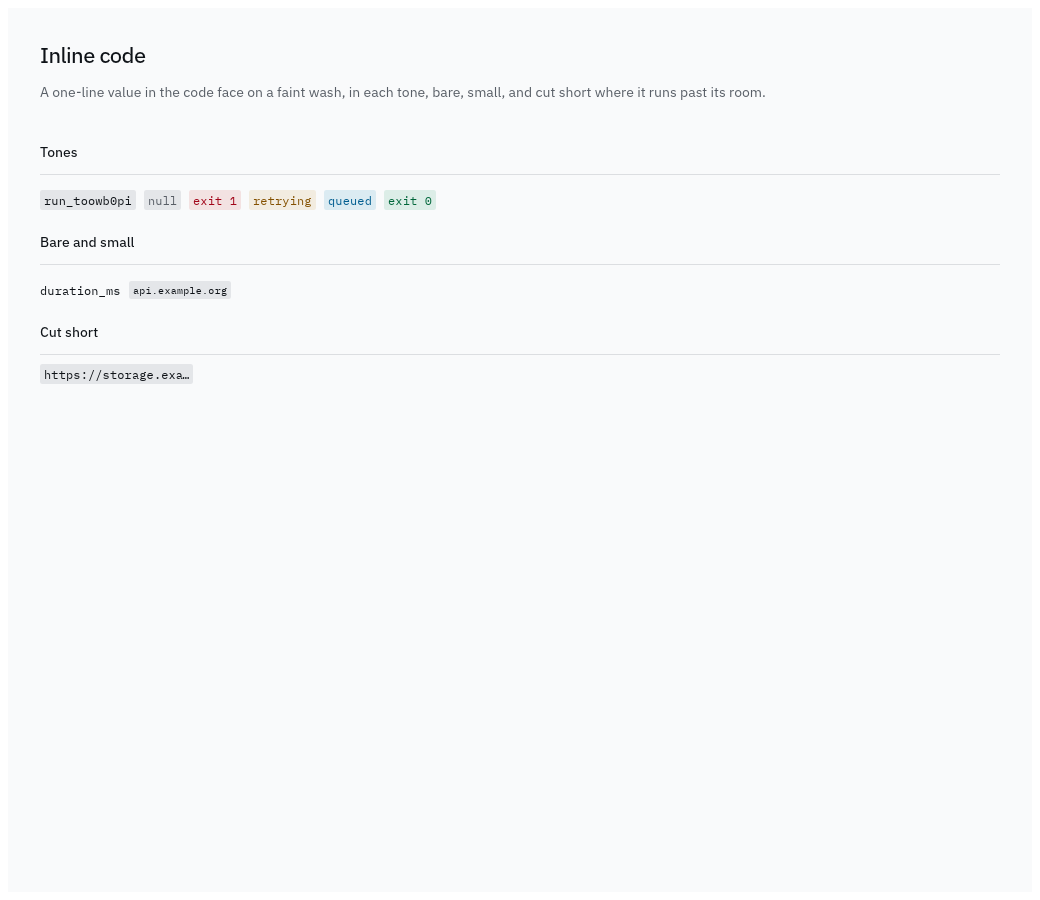 Inline code
A one-line value in the code face on a faint wash, in each tone, bare, small, and cut short where it runs past its room.
Tones
run_toowb0pi null exit 1 retrying queued exit 0
Bare and small
duration_ms api.example.org
Cut short
https://storage.exa…